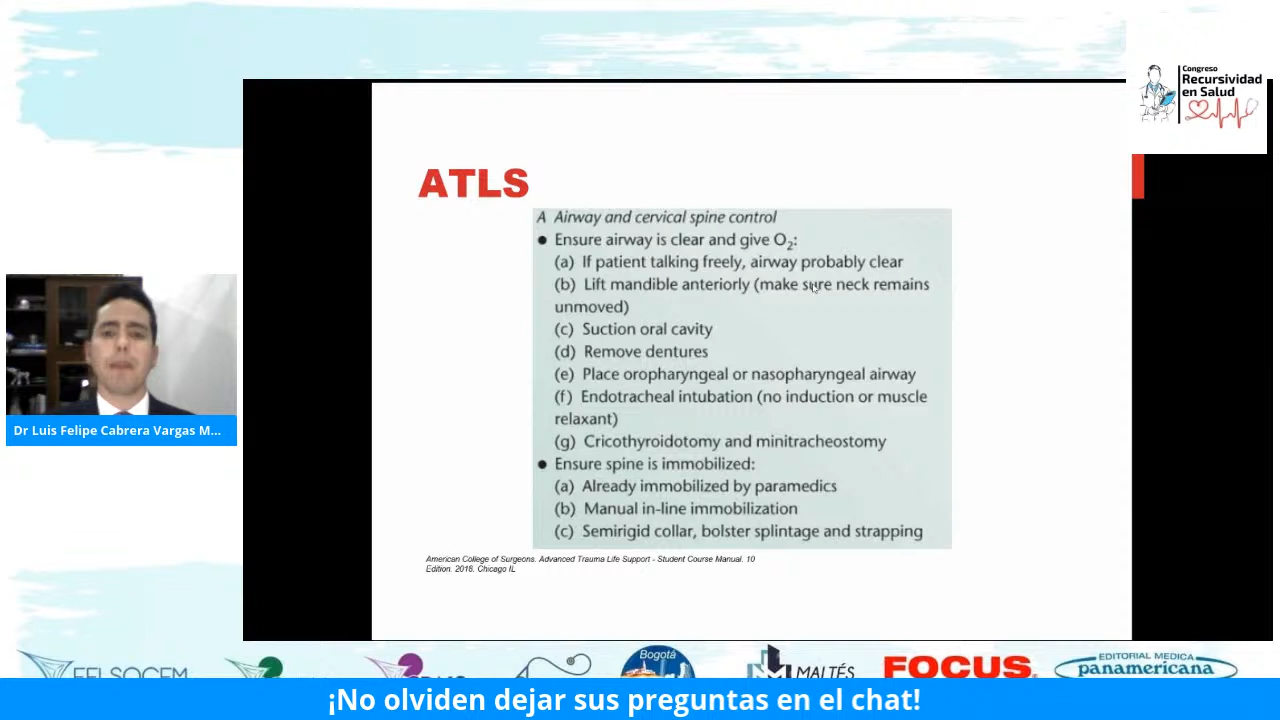 Congreso
Recursividad
en Salud
ATLS
A Airway and cervical spine control
● Ensure airway is clear and give O₂:
(a) If patient talking freely, airway probably clear
(b) Lift mandible anteriorly (make sure neck remains
unmoved)
(c) Suction oral cavity
(d) Remove dentures
(e) Place oropharyngeal or nasopharyngeal airway
(f) Endotracheal intubation (no induction or muscle
relaxant)
(g) Cricothyroidotomy and minitracheostomy
● Ensure spine is immobilized:
(a) Already immobilized by paramedics
(b) Manual in-line immobilization
(c) Semirigid collar, bolster splintage and strapping
American College of Surgeons. Advanced Trauma Life Support - Student Course Manual. 10
Edition. 2018. Chicago IL
Dr Luis Felipe Cabrera Vargas M...
Bogotá
MALTÉS
FOCUS
EDITORIAL MEDICA
panamericana
¡No olviden dejar sus preguntas en el chat!